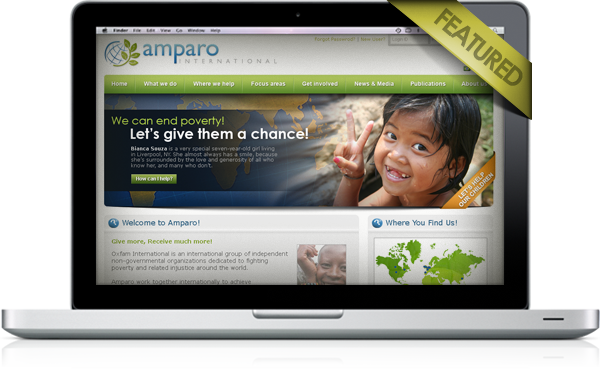 FEATURED
Finder File Edit View Go Window Help
Forgot Password? | New User?
amparo
INTERNATIONAL
Home What we do Where we help Focus areas Get involved News & Media Publications About us
We can end poverty!
Let's give them a chance!
Bianca Souza is a very special seven-year-old girl living
in Liverpool, NY. She almost always has a smile, because
she's surrounded by the love and generosity of all who
know her, and many who don't.
How can I help?
LET'S HELP
OUR CHILDREN
Welcome to Amparo!
Where You Find Us!
Give more, Receive much more!
Oxfam International is an international group of independent
non-governmental organizations dedicated to fighting
poverty and related injustice around the world.
Amparo work together internationally to achieve